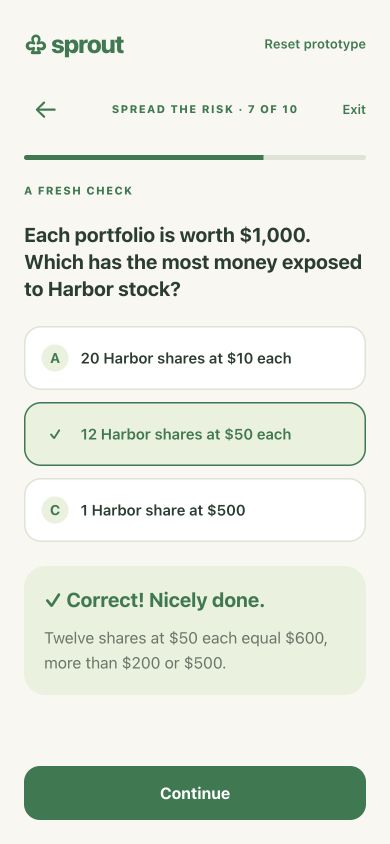 sprout
Reset prototype
SPREAD THE RISK · 7 OF 10
Exit
A FRESH CHECK
Each portfolio is worth $1,000.
Which has the most money exposed
to Harbor stock?
A
20 Harbor shares at $10 each
12 Harbor shares at $50 each
C
1 Harbor share at $500
Correct! Nicely done.
Twelve shares at $50 each equal $600,
more than $200 or $500.
Continue